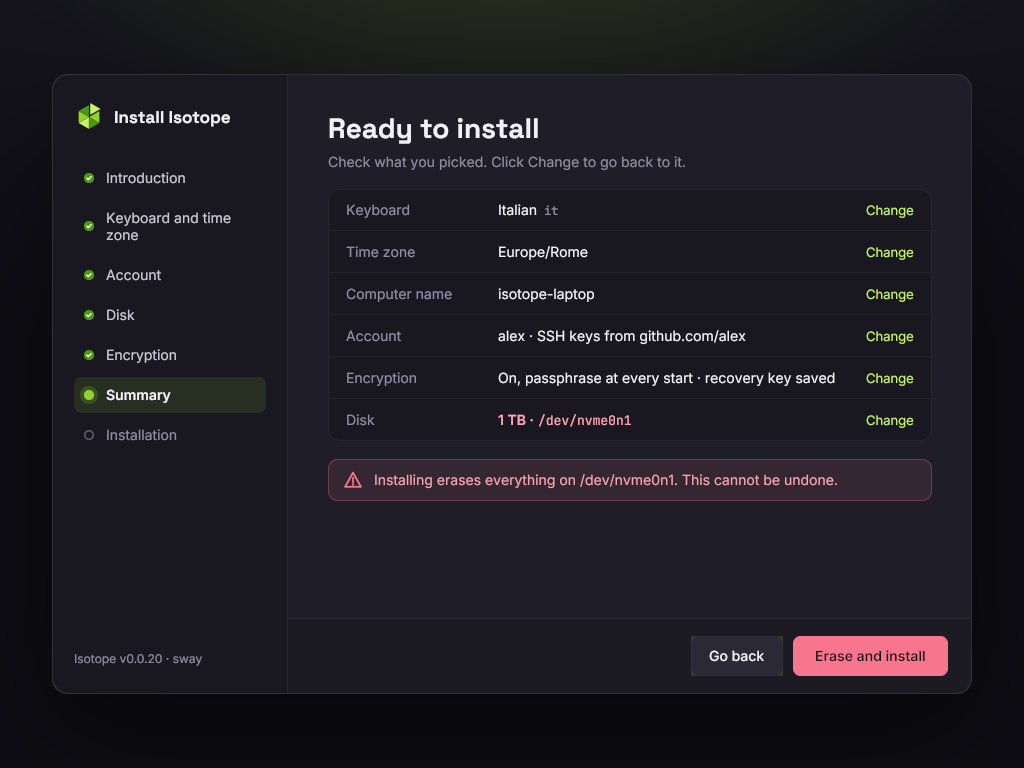 Install Isotope
Introduction
Keyboard and time
zone
Account
Disk
Encryption
Summary
Installation
Isotope v0.0.20 · sway
Ready to install
Check what you picked. Click Change to go back to it.
Keyboard Italian it Change
Time zone Europe/Rome Change
Computer name isotope-laptop Change
Account alex · SSH keys from github.com/alex Change
Encryption On, passphrase at every start · recovery key saved Change
Disk 1 TB · /dev/nvme0n1 Change
Installing erases everything on /dev/nvme0n1. This cannot be undone.
Go back Erase and install